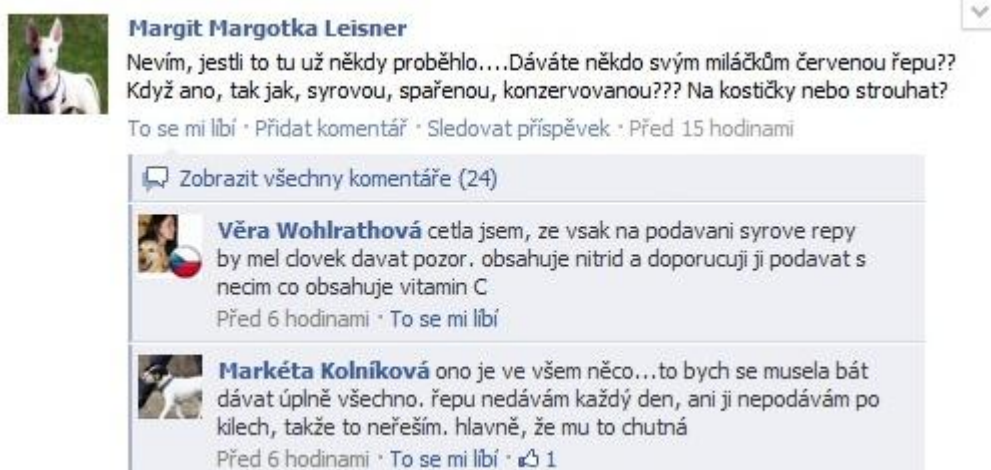 Margit Margotka Leisner
Nevím, jestli to tu už někdy proběhlo....Dáváte někdo svým miláčkům červenou řepu??
Když ano, tak jak, syrovou, spařenou, konzervovanou??? Na kostičky nebo strouhat?
To se mi líbí · Přidat komentář · Sledovat příspěvek · Před 15 hodinami
Zobrazit všechny komentáře (24)
Věra Wohlrathová cetla jsem, ze vsak na podavani syrove repy
by mel clovek davat pozor. obsahuje nitrid a doporucuji ji podavat s
necim co obsahuje vitamin C
Před 6 hodinami · To se mi líbí
Markéta Kolníková ono je ve všem něco...to bych se musela bát
dávat úplně všechno. řepu nedávám každý den, ani ji nepodávám po
kilech, takže to neřeším. hlavně, že mu to chutná
Před 6 hodinami · To se mi líbí · 1